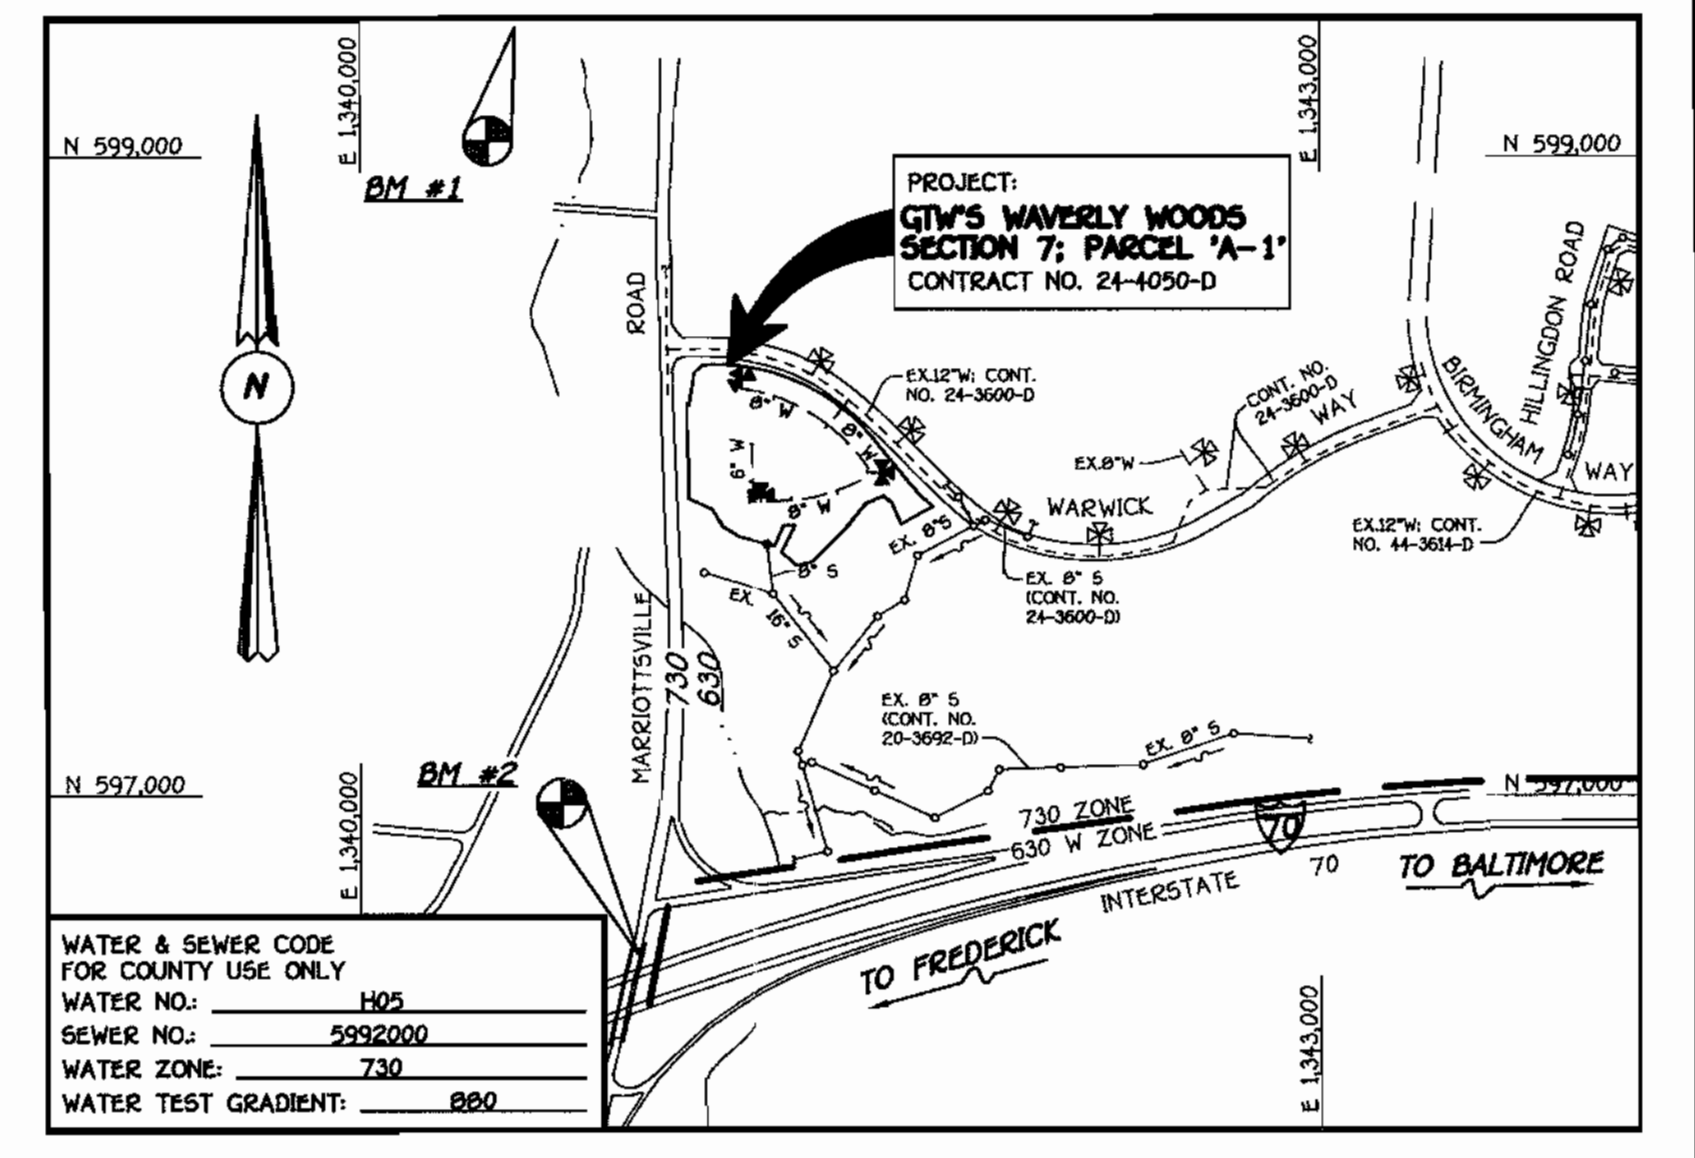 E 1,340,000
E 1,343,000
N 599,000
N 599,000
BM #1
PROJECT:
GTW'S WAVERLY WOODS
SECTION 7; PARCEL 'A-1'
CONTRACT NO. 24-4050-D
HILLINGDON ROAD
ROAD
N
EX.12"W; CONT.
NO. 24-3600-D
CONT. NO.
24-3600-D
WAY
BIRMINGHAM
WAY
8" W
8" W
6" W
8" W
EX.8"W
WARWICK
EX. 8"S
EX.12"W; CONT.
NO. 44-3614-D
8" S
EX. 8" S
(CONT. NO.
24-3600-D)
EX.
16" S
MARRIOTTSVILLE
730
630
EX. 8" S
(CONT. NO.
20-3692-D)
EX. 8" S
BM #2
N 597,000
N 597,000
E 1,340,000
730 ZONE
630 W ZONE
70
70
TO BALTIMORE
INTERSTATE
TO FREDERICK
E 1,343,000
WATER & SEWER CODE
FOR COUNTY USE ONLY
WATER NO.: H05
SEWER NO.: 5992000
WATER ZONE: 730
WATER TEST GRADIENT: 880